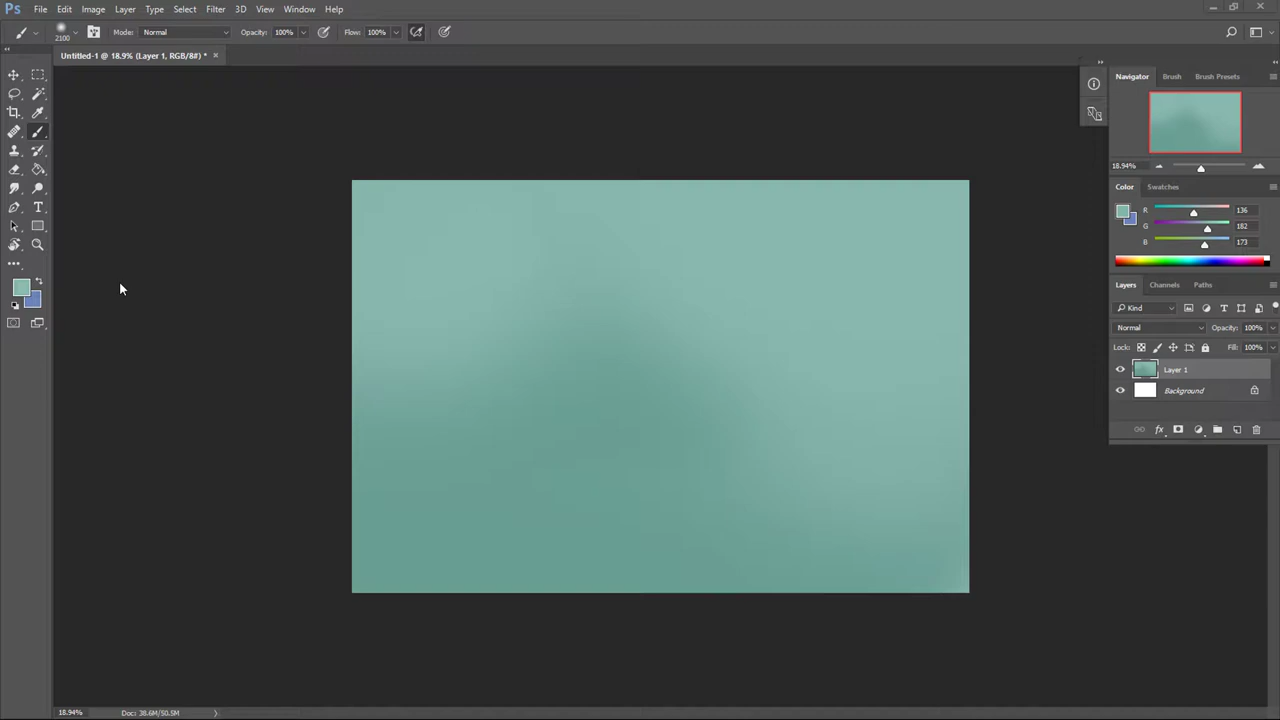 Ps File Edit Image Layer Type Select Filter 3D View Window Help
2100 Mode: Normal Opacity: 100% Flow: 100%
Untitled-1 @ 18.9% (Layer 1, RGB/8#) * ×
Navigator Brush Brush Presets
18.94%
Color Swatches
R 136
G 182
B 173
Layers Channels Paths
Kind
Normal Opacity: 100%
Lock: Fill: 100%
Layer 1
Background
18.94% Doc: 38.6M/50.5M